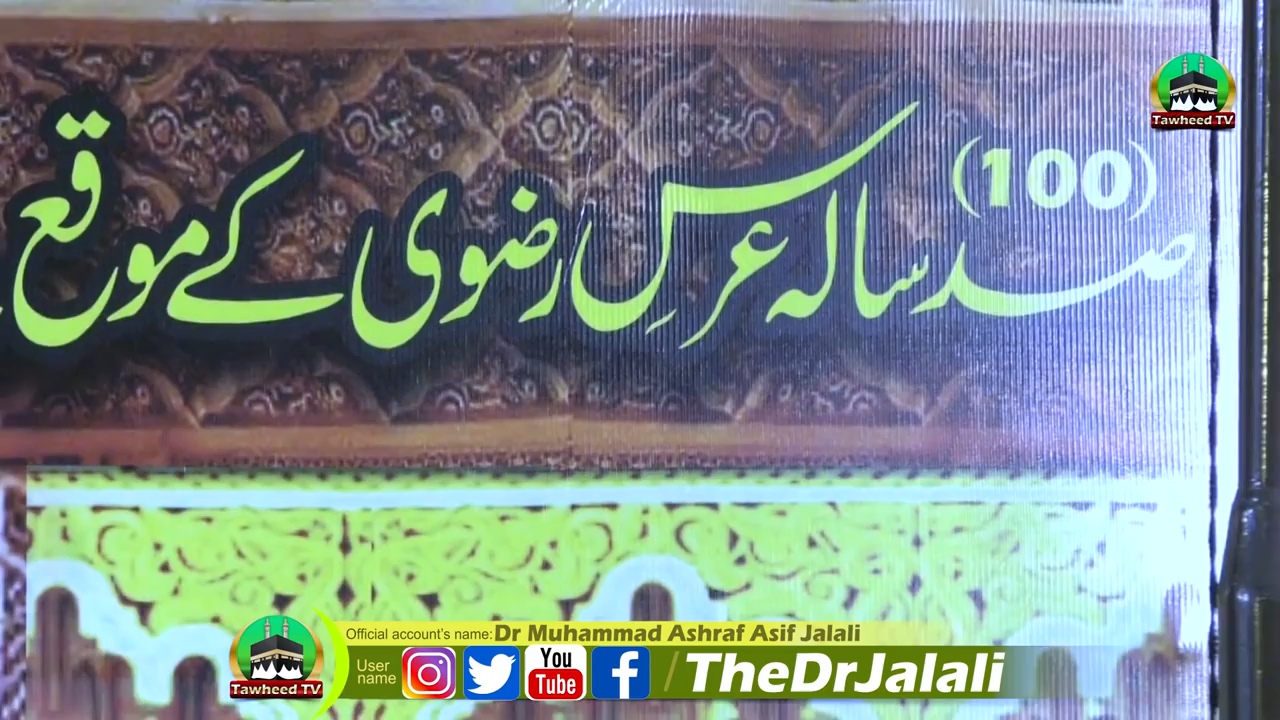 (100)
صد سالہ عرسِ رضوی کے موقع
Tawheed TV
Official account's name: Dr Muhammad Ashraf Asif Jalali
User name
You Tube
/ TheDrJalali
Tawheed TV